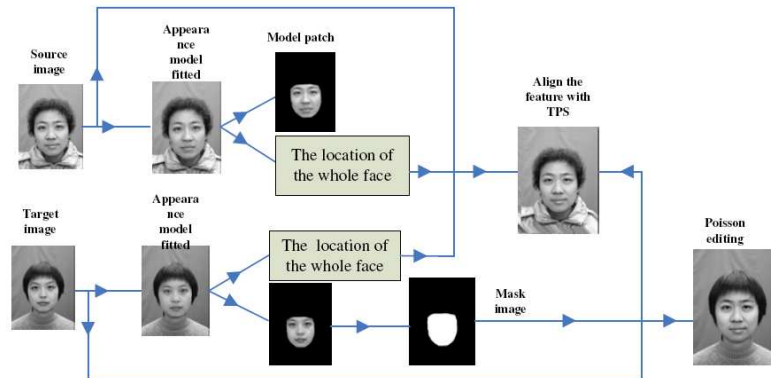 Source
image
Appeara
nce
model
fitted
Model patch
The location of
the whole face
Align the
feature with
TPS
Target
image
Appeara
nce
model
fitted
The location of
the whole face
Mask
image
Poisson
editing